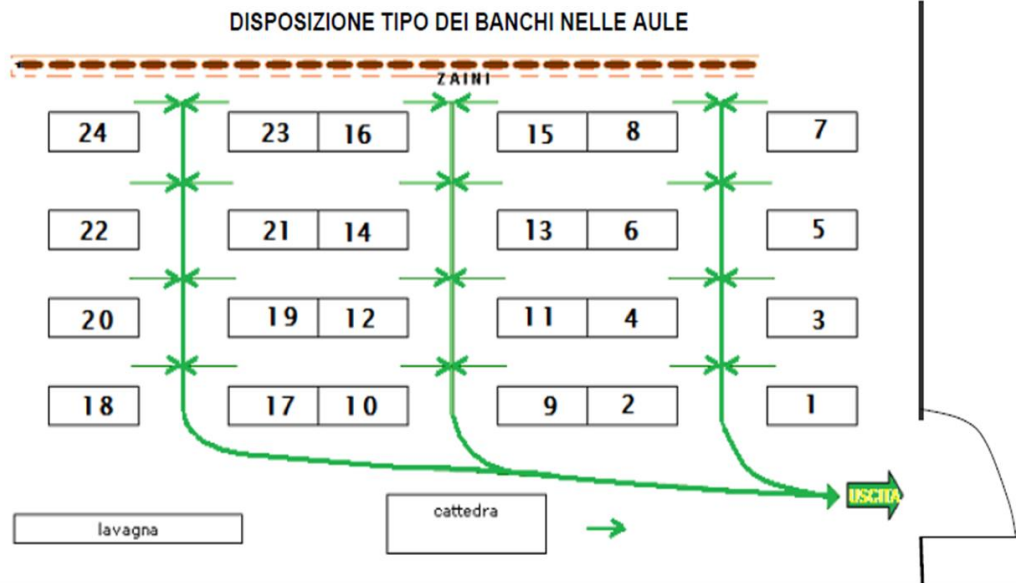 DISPOSIZIONE TIPO DEI BANCHI NELLE AULE
ZAINI
24 23 16 15 8 7
22 21 14 13 6 5
20 19 12 11 4 3
18 17 10 9 2 1
USCITA
cattedra
lavagna